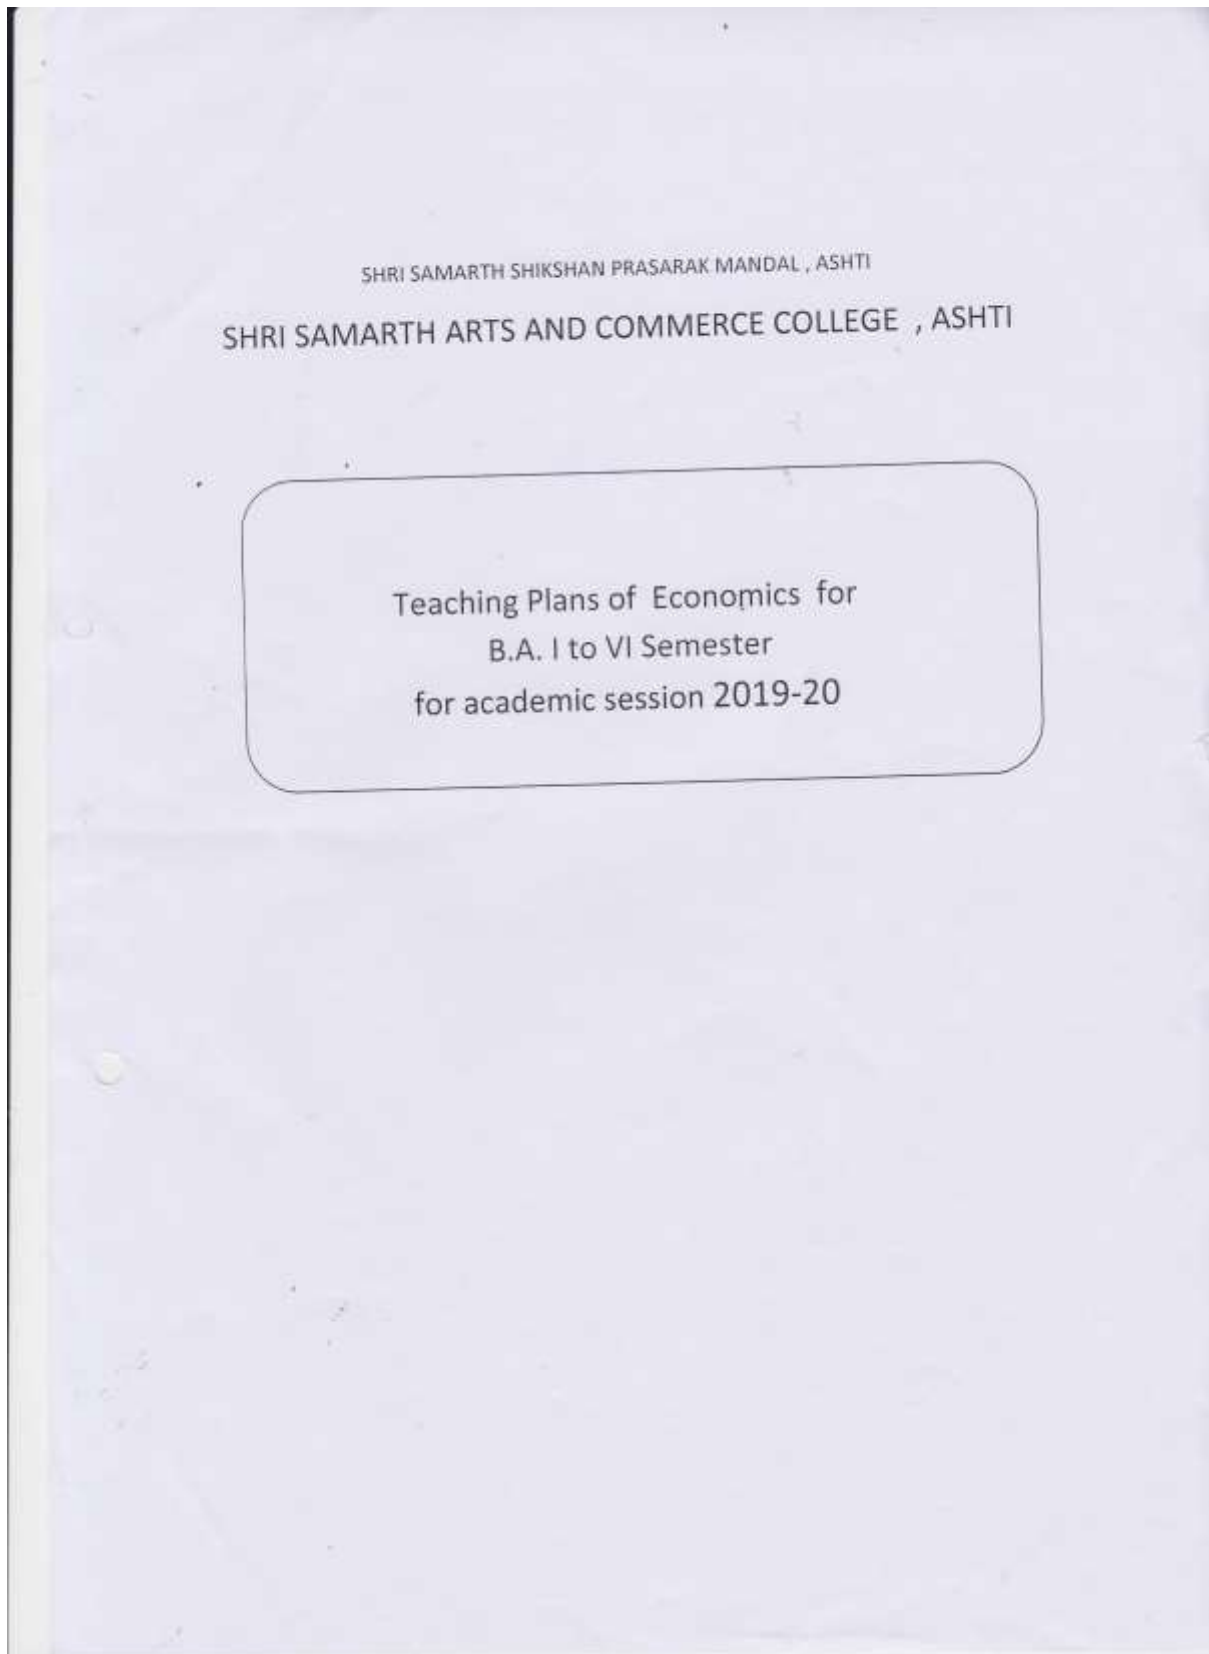 SHRI SAMARTH SHIKSHAN PRASARAK MANDAL , ASHTI
SHRI SAMARTH ARTS AND COMMERCE COLLEGE , ASHTI
Teaching Plans of Economics for
B.A. I to VI Semester
for academic session 2019-20